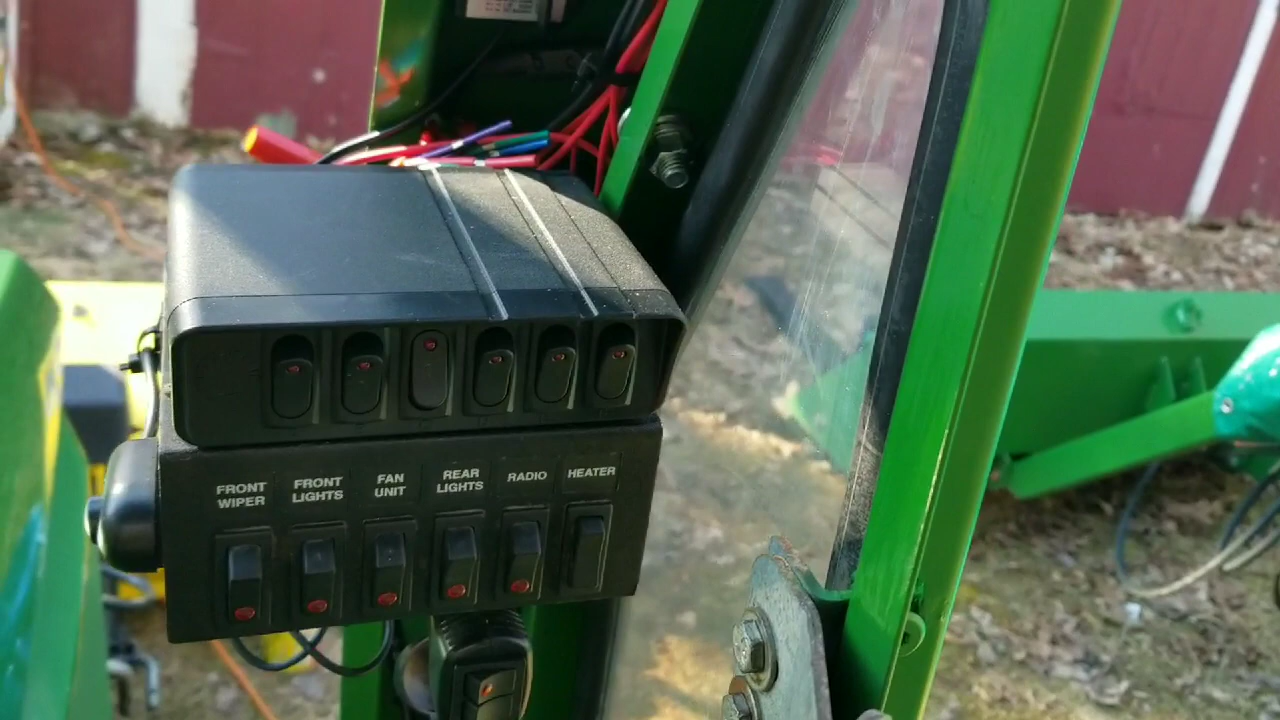 FRONT
WIPER
FRONT
LIGHTS
FAN
UNIT
REAR
LIGHTS
RADIO
HEATER